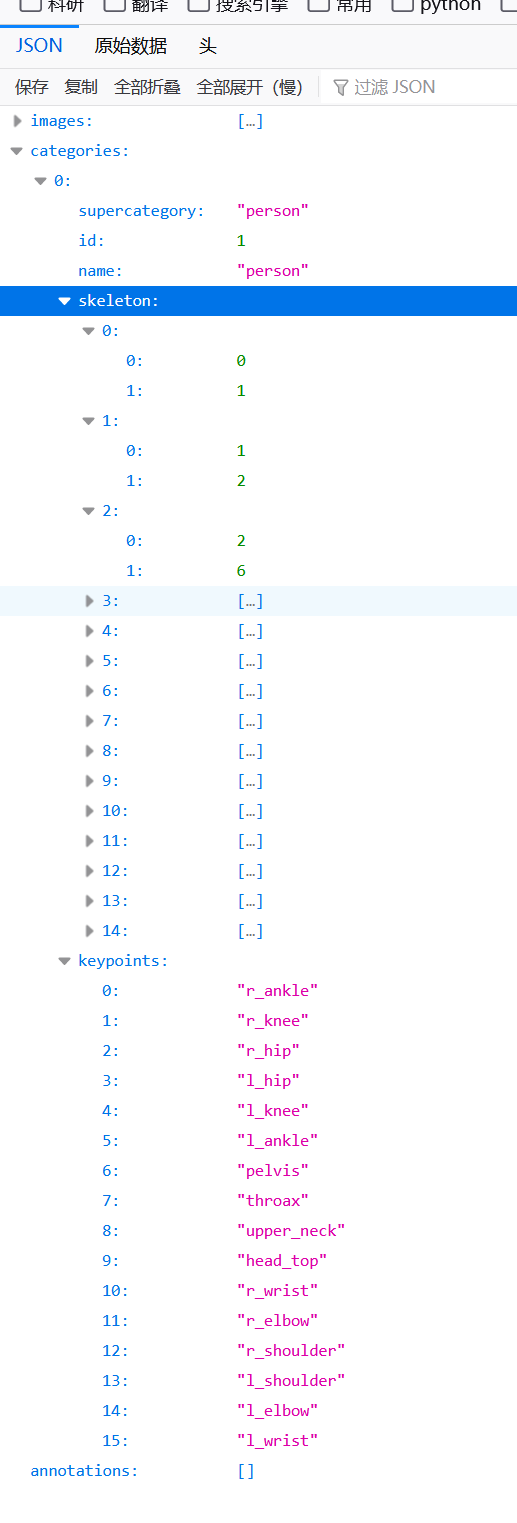 科研 翻译 搜索引擎 常用 python
JSON 原始数据 头
保存 复制 全部折叠 全部展开（慢） 过滤 JSON
images: […]
categories:
0:
supercategory: "person"
id: 1
name: "person"
skeleton:
0:
0: 0
1: 1
1:
0: 1
1: 2
2:
0: 2
1: 6
3: […]
4: […]
5: […]
6: […]
7: […]
8: […]
9: […]
10: […]
11: […]
12: […]
13: […]
14: […]
keypoints:
0: "r_ankle"
1: "r_knee"
2: "r_hip"
3: "l_hip"
4: "l_knee"
5: "l_ankle"
6: "pelvis"
7: "throax"
8: "upper_neck"
9: "head_top"
10: "r_wrist"
11: "r_elbow"
12: "r_shoulder"
13: "l_shoulder"
14: "l_elbow"
15: "l_wrist"
annotations: []